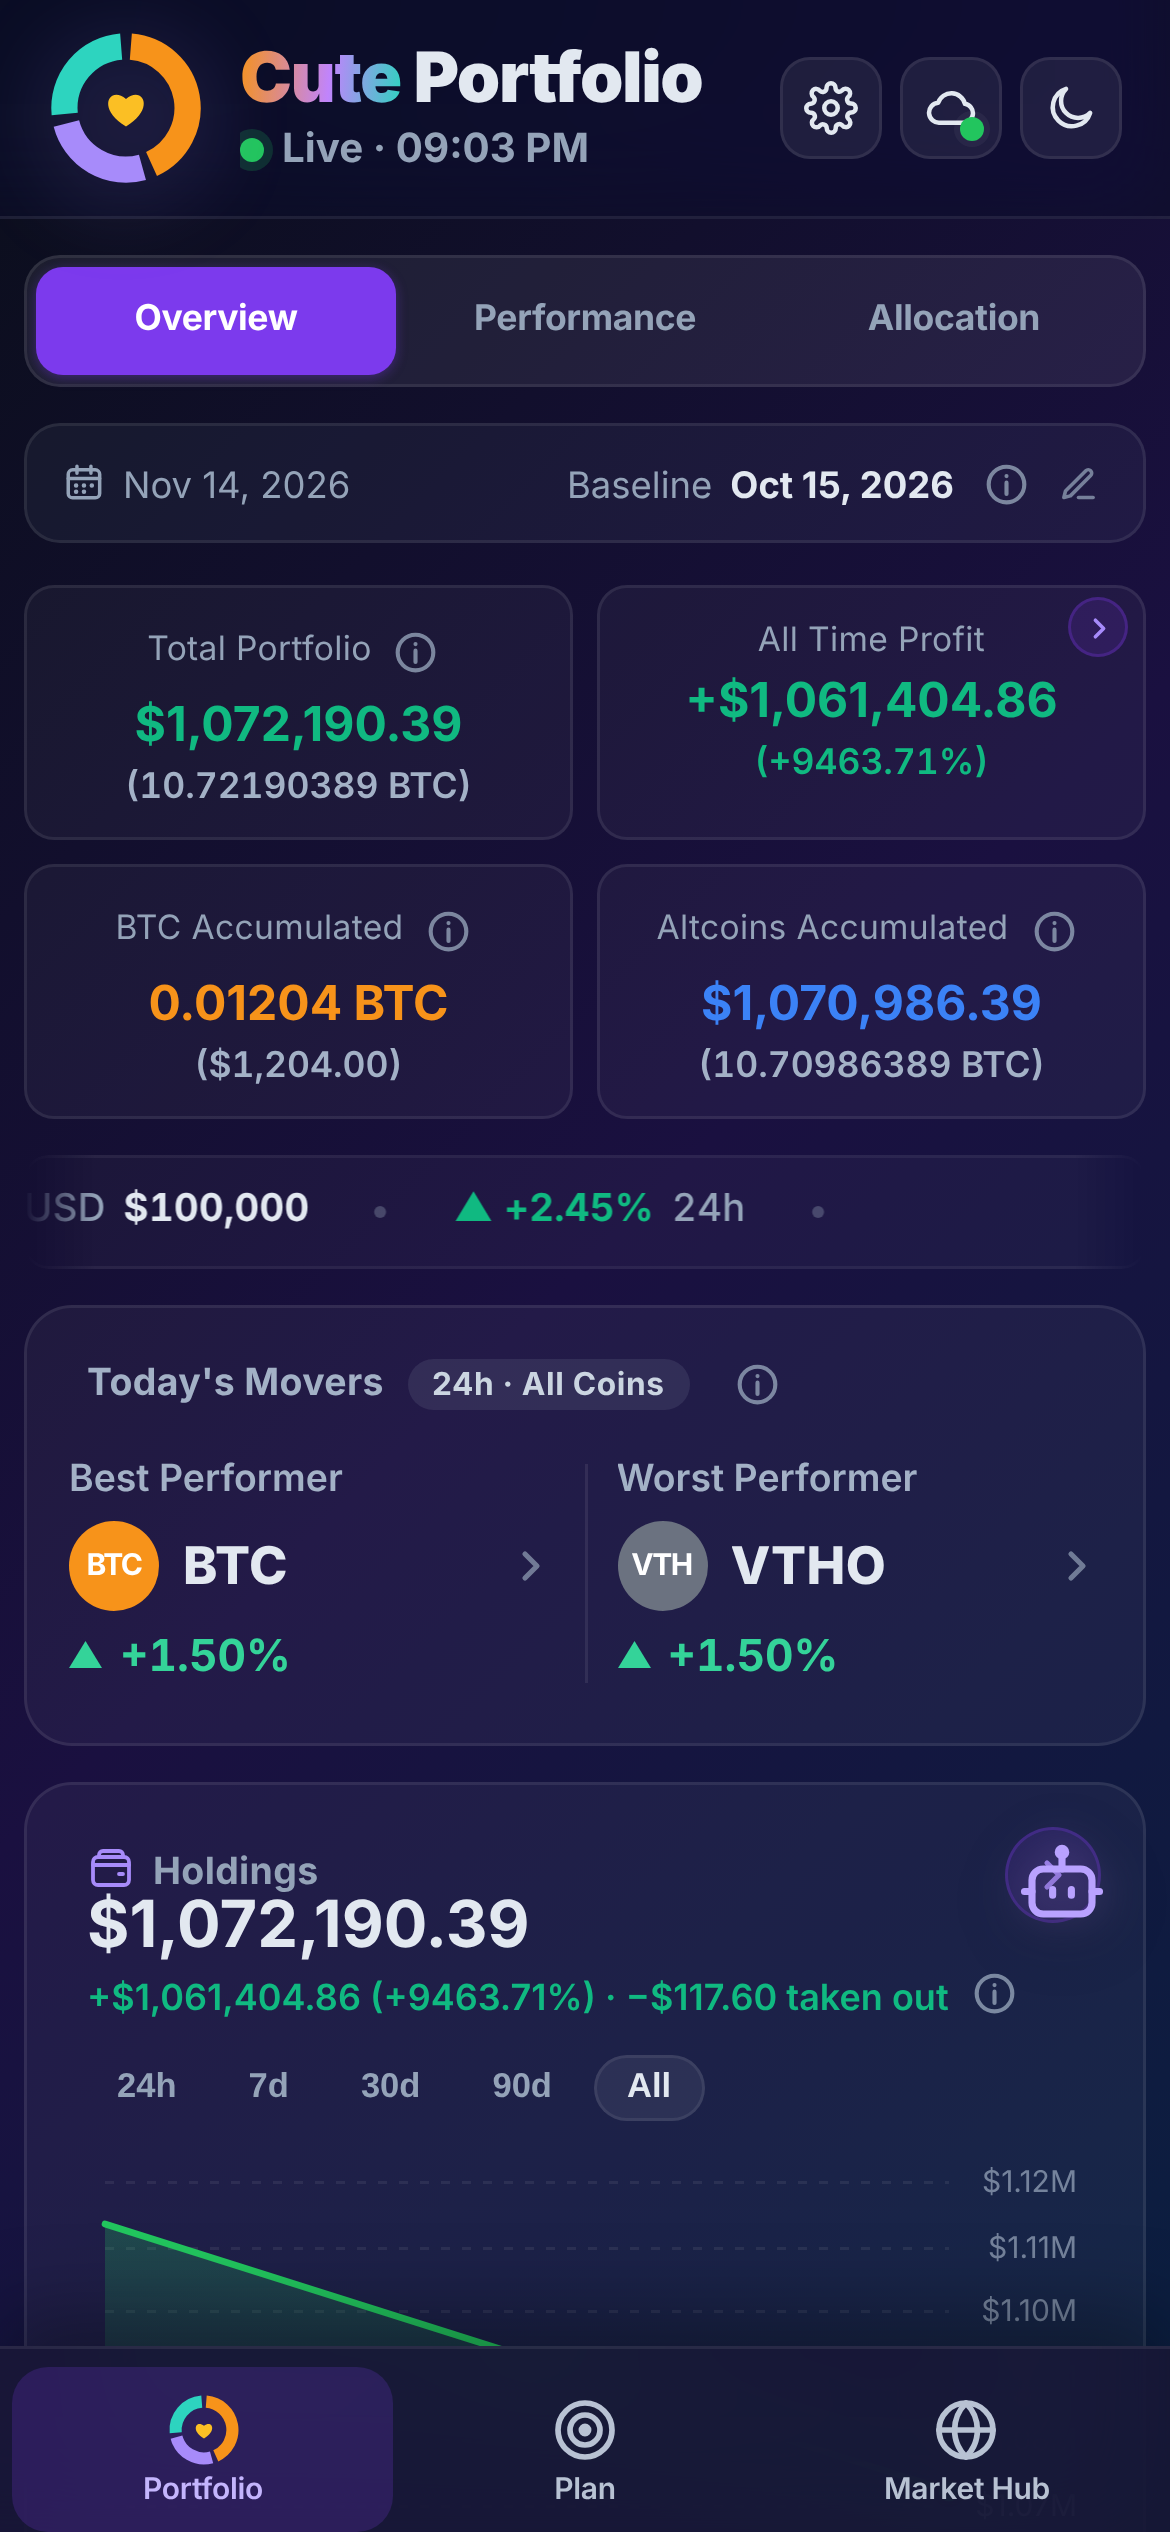 Cute Portfolio
Live · 09:03 PM
Overview Performance Allocation
Nov 14, 2026 Baseline Oct 15, 2026
Total Portfolio
$1,072,190.39
(10.72190389 BTC)
All Time Profit
+$1,061,404.86
(+9463.71%)
BTC Accumulated
0.01204 BTC
($1,204.00)
Altcoins Accumulated
$1,070,986.39
(10.70986389 BTC)
USD $100,000 • ▲ +2.45% 24h •
Today's Movers 24h · All Coins
Best Performer
BTC BTC
▲ +1.50%
Worst Performer
VTH VTHO
▲ +1.50%
Holdings
$1,072,190.39
+$1,061,404.86 (+9463.71%) · −$117.60 taken out
24h 7d 30d 90d All
$1.12M
$1.11M
$1.10M
$1.07M
Portfolio Plan Market Hub